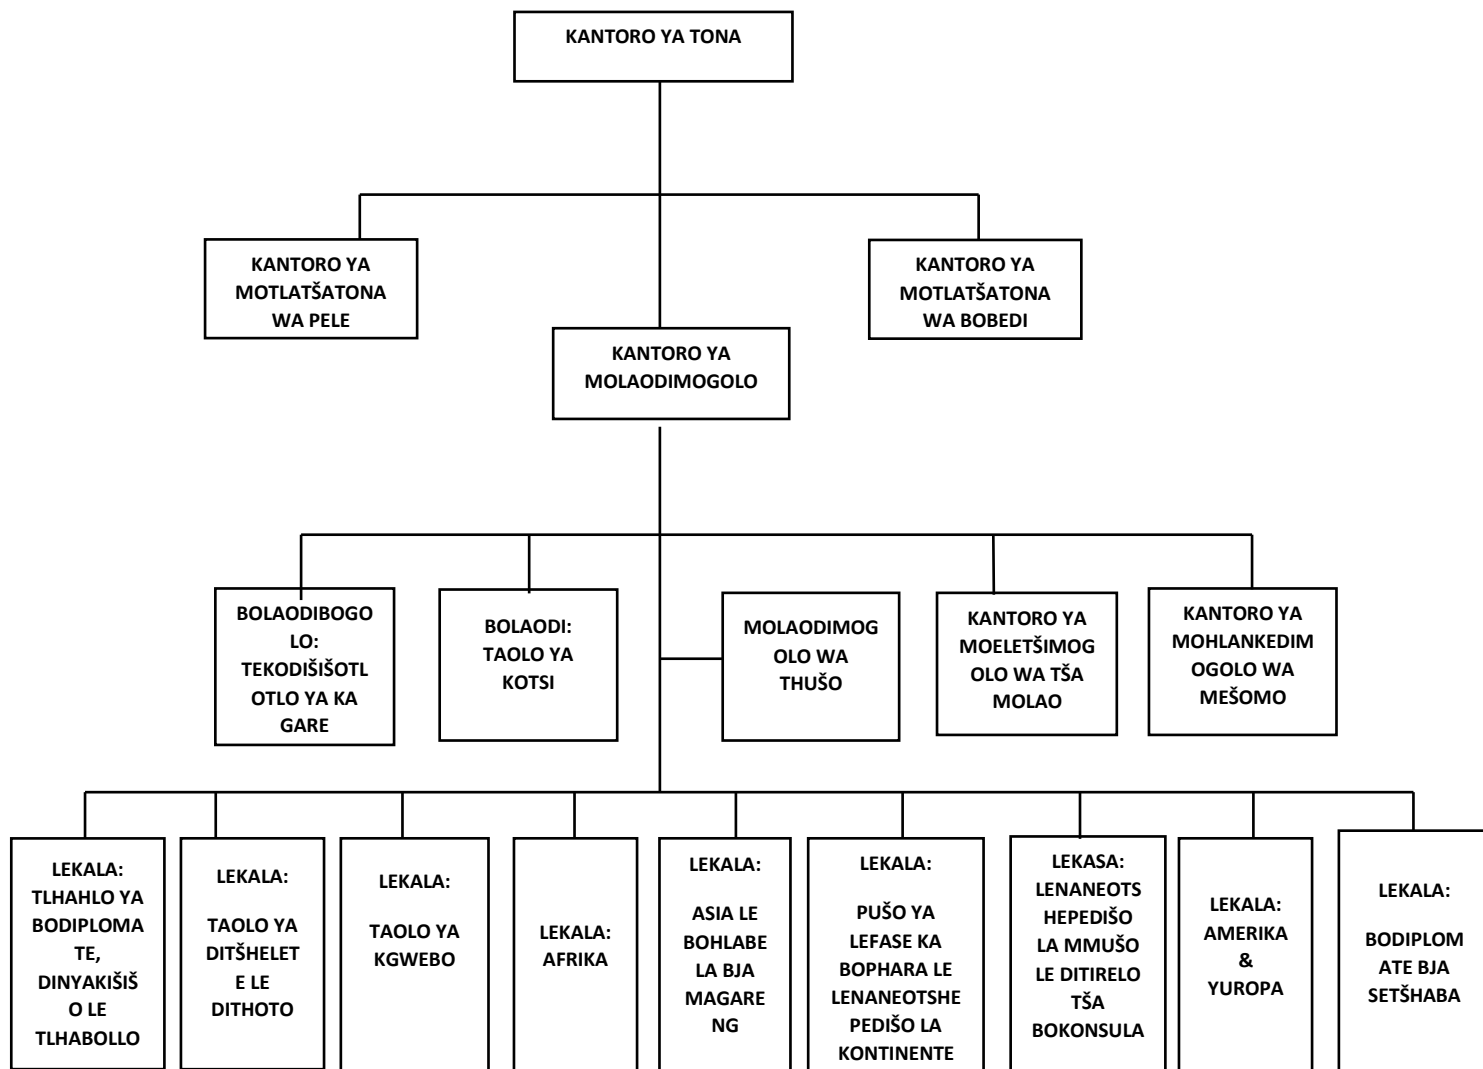 KANTORO YA TONA
KANTORO YA
MOTLATŠATONA
WA PELE
KANTORO YA
MOTLATŠATONA
WA BOBEDI
KANTORO YA
MOLAODIMOGOLO
BOLAODIBOGO
LO:
TEKODIŠIŠOTL
OTLO YA KA
GARE
BOLAODI:
TAOLO YA
KOTSI
MOLAODIMOG
OLO WA
THUŠO
KANTORO YA
MOELETŠIMOG
OLO WA TŠA
MOLAO
KANTORO YA
MOHLANKEDIM
OGOLO WA
MEŠOMO
LEKALA:
TLHAHLO YA
BODIPLOMA
TE,
DINYAKIŠIŠ
O LE
TLHABOLLO
LEKALA:
TAOLO YA
DITŠHELET
E LE
DITHOTO
LEKALA:
TAOLO YA
KGWEBO
LEKALA:
AFRIKA
LEKALA:
ASIA LE
BOHLABE
LA BJA
MAGARE
NG
LEKALA:
PUŠO YA
LEFASE KA
BOPHARA LE
LENANEOTSHE
PEDIŠO LA
KONTINENTE
LEKASA:
LENANEOTS
HEPEDIŠO
LA MMUŠO
LE DITIRELO
TŠA
BOKONSULA
LEKALA:
AMERIKA
&
YUROPA
LEKALA:
BODIPLOM
ATE BJA
SETŠHABA